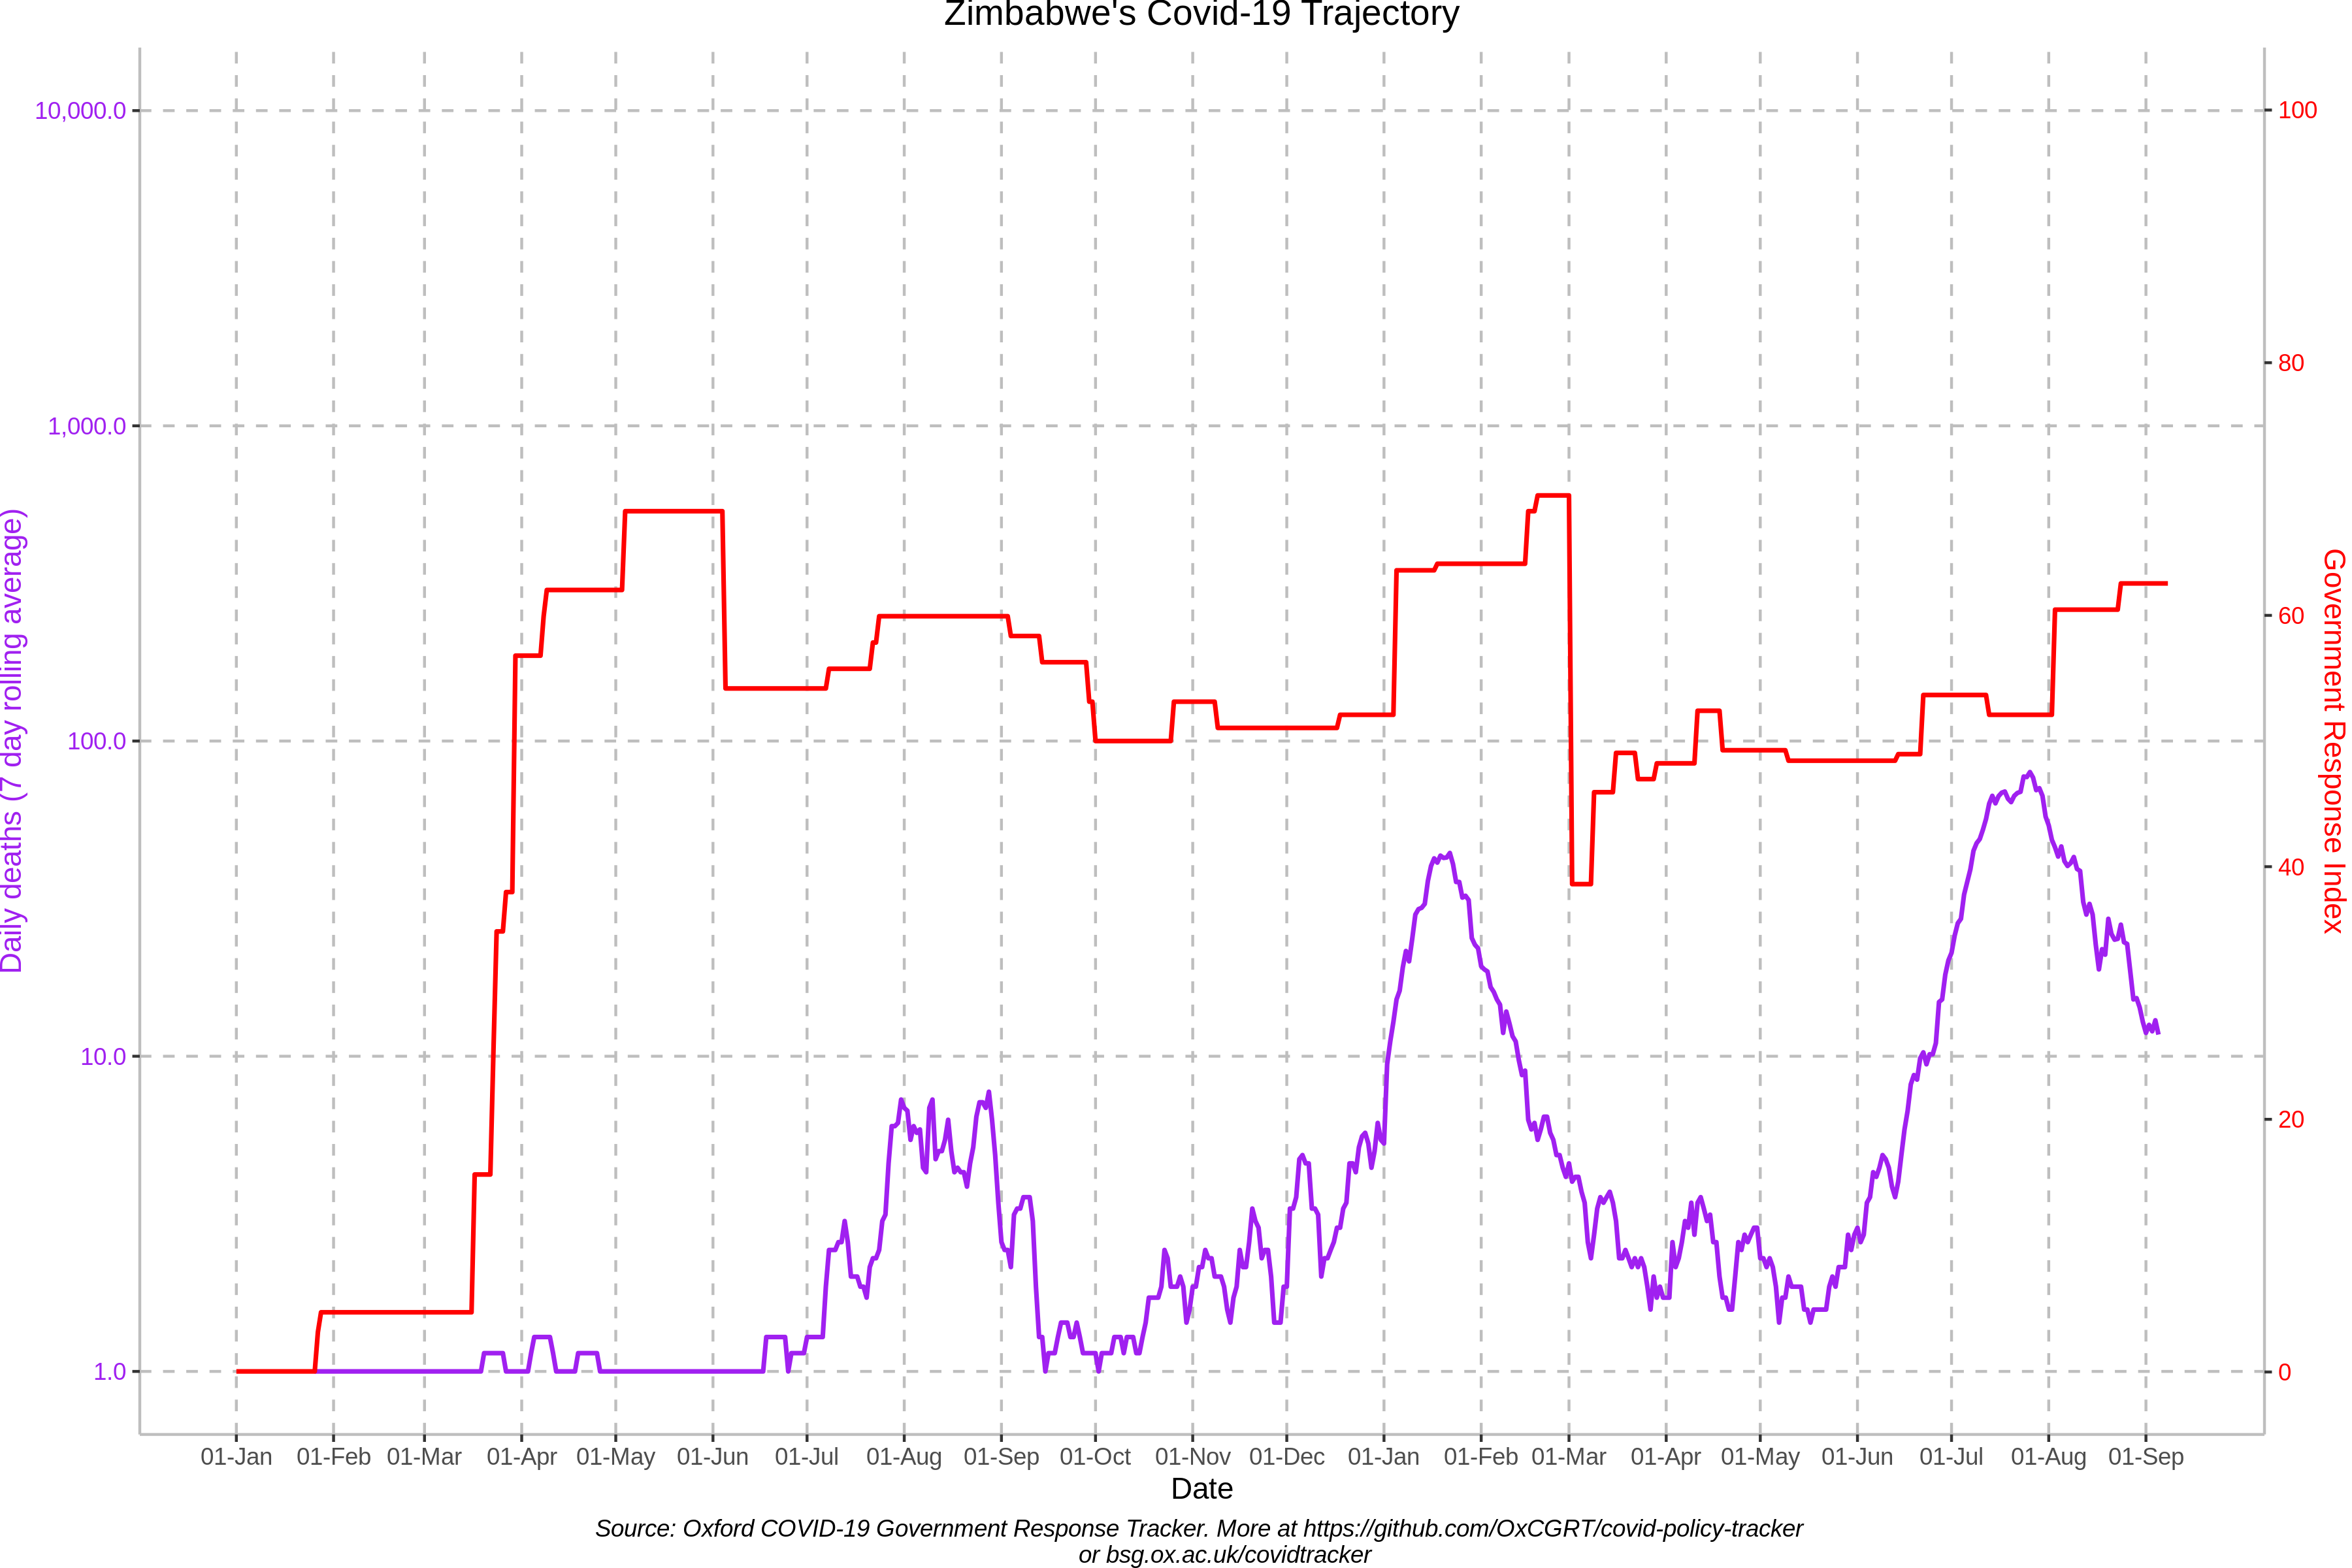 Zimbabwe's Covid-19 Trajectory
10,000.0
1,000.0
100.0
10.0
1.0
Daily deaths (7 day rolling average)
100
80
60
40
20
0
Government Response Index
01-Jan 01-Feb 01-Mar 01-Apr 01-May 01-Jun 01-Jul 01-Aug 01-Sep 01-Oct 01-Nov 01-Dec 01-Jan 01-Feb 01-Mar 01-Apr 01-May 01-Jun 01-Jul 01-Aug 01-Sep
Date
Source: Oxford COVID-19 Government Response Tracker. More at https://github.com/OxCGRT/covid-policy-tracker
or bsg.ox.ac.uk/covidtracker